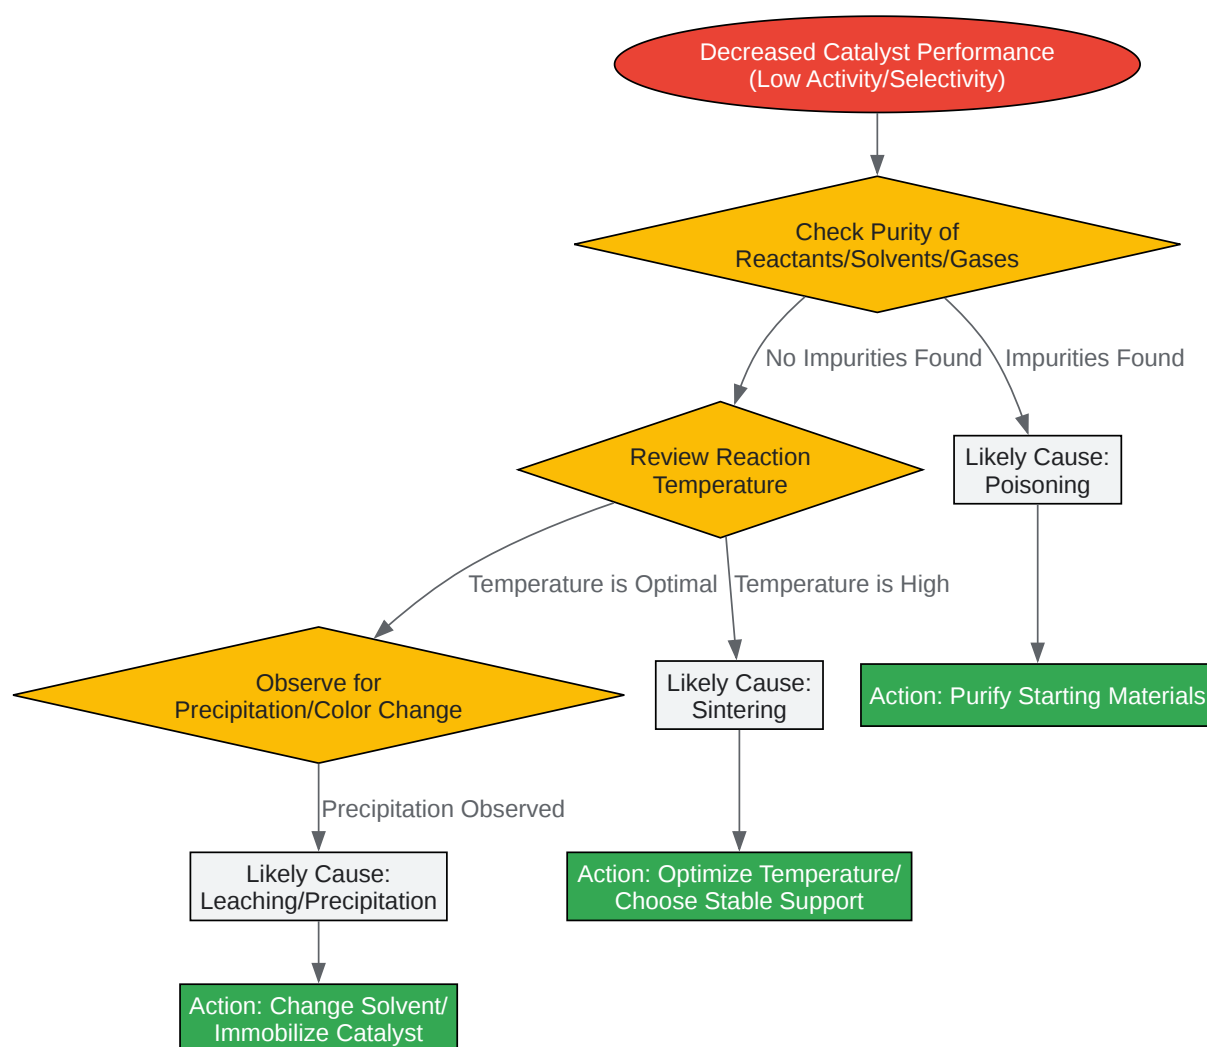 Decreased Catalyst Performance
(Low Activity/Selectivity)
Check Purity of
Reactants/Solvents/Gases
No Impurities Found
Impurities Found
Review Reaction
Temperature
Likely Cause:
Poisoning
Temperature is Optimal
Temperature is High
Observe for
Precipitation/Color Change
Likely Cause:
Sintering
Action: Purify Starting Materials
Precipitation Observed
Likely Cause:
Leaching/Precipitation
Action: Optimize Temperature/
Choose Stable Support
Action: Change Solvent/
Immobilize Catalyst